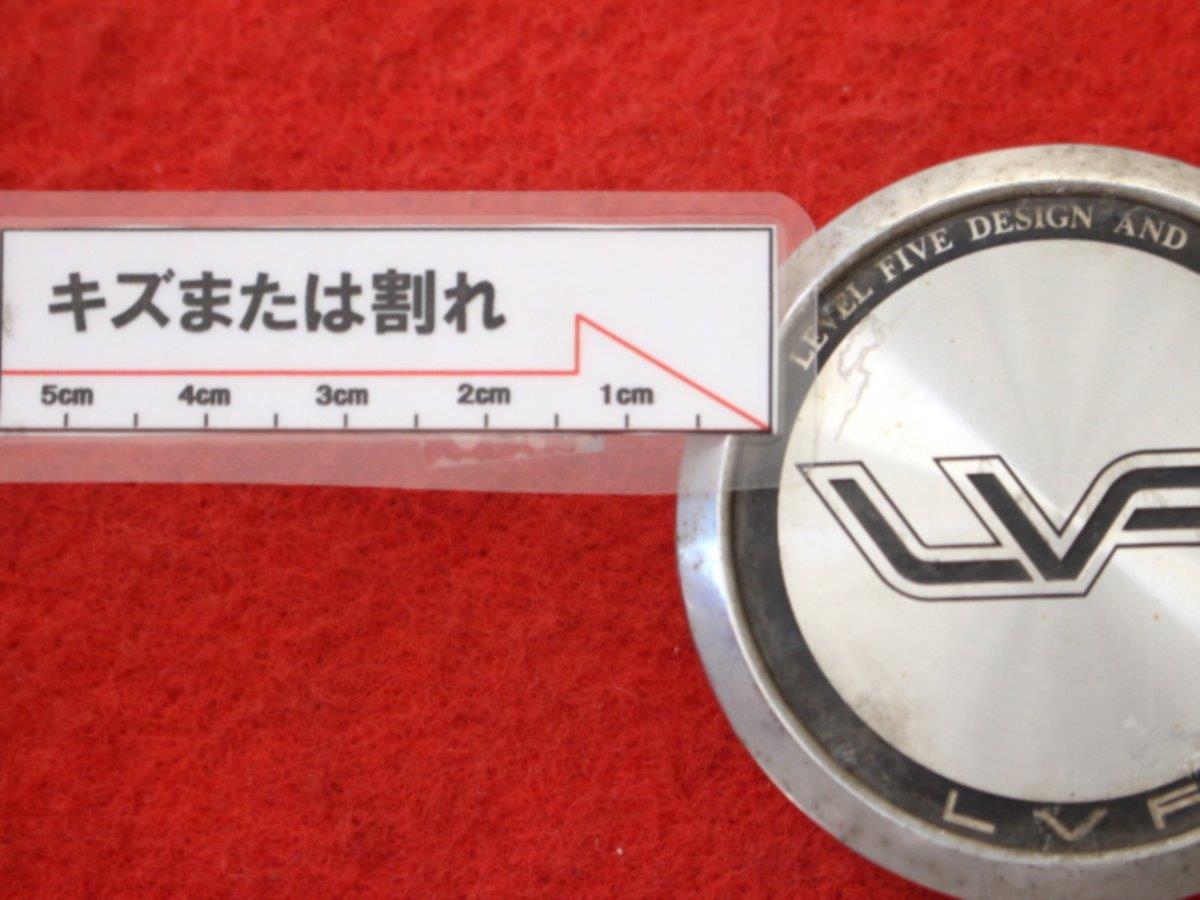 キズまたは割れ
5cm 4cm 3cm 2cm 1cm
LEVEL FIVE DESIGN AND
LVF
LVF